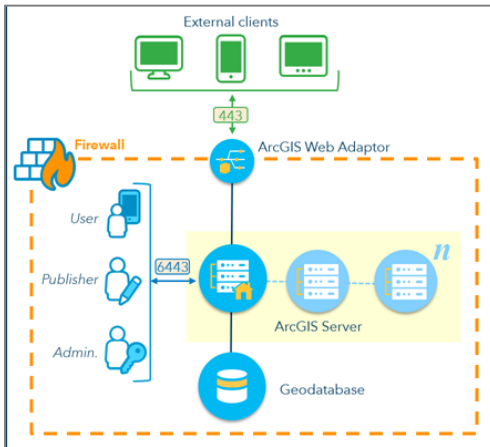 External clients
443
ArcGIS Web Adaptor
Firewall
User
Publisher
6443
Admin.
n
ArcGIS Server
Geodatabase